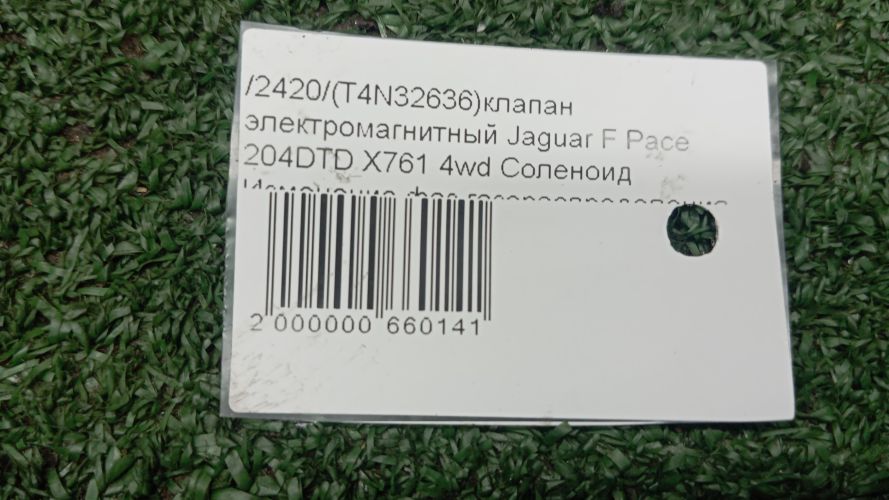 /2420/(T4N32636)клапан
электромагнитный Jaguar F Pace
204DTD X761 4wd Соленоид
2 000000 660141